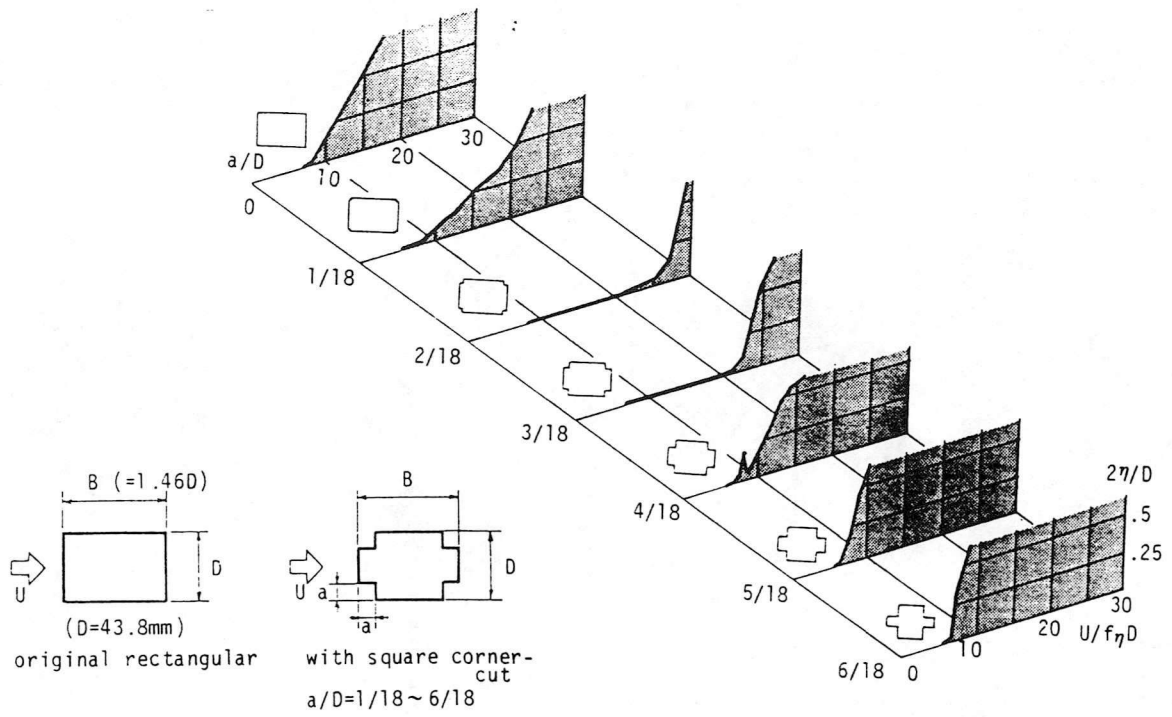 a/D
0
10
20
30
1/18
2/18
3/18
4/18
5/18
6/18
0
10
20
30
U/fηD
2η/D
.5
.25
B (=1.46D)
D
U
(D=43.8mm)
original rectangular
B
D
U
a
a
with square corner-
cut
a/D=1/18~6/18